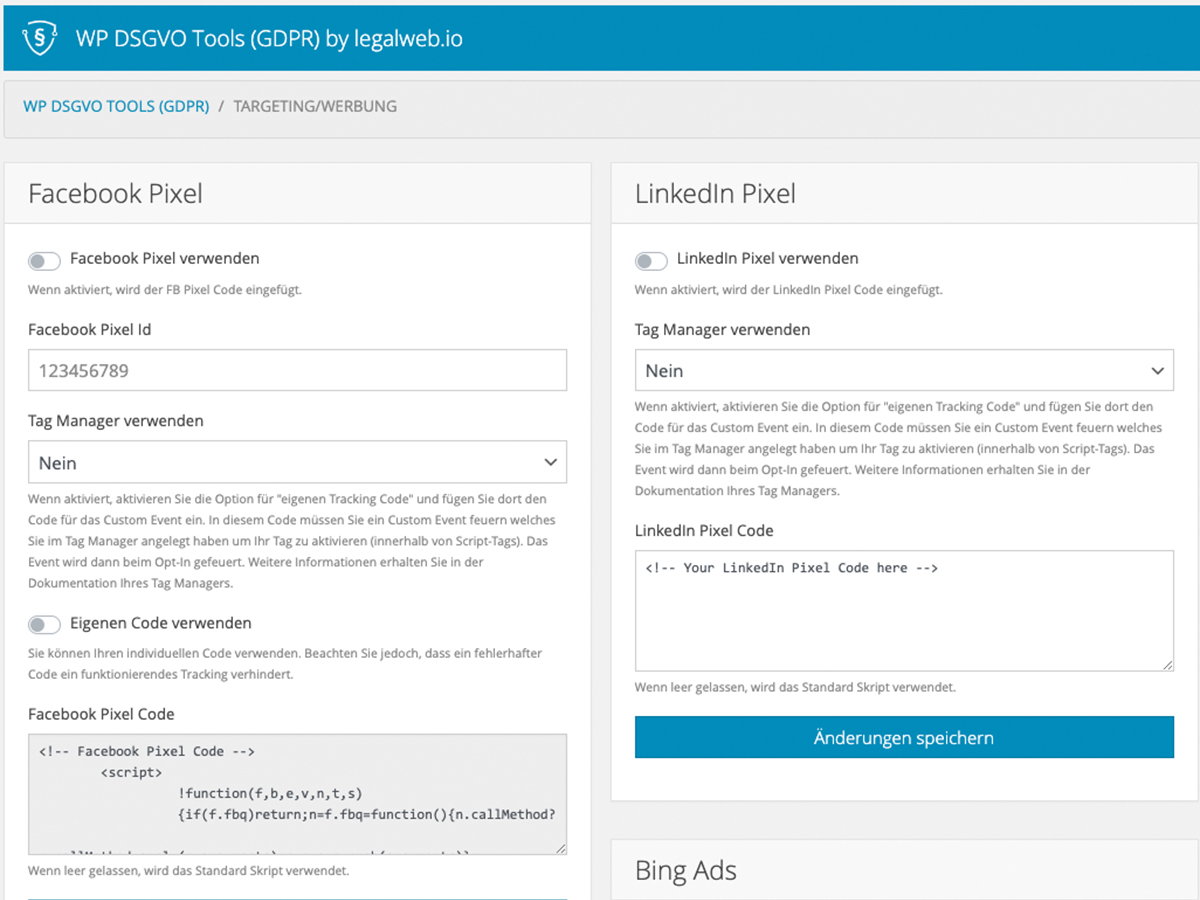 WP DSGVO Tools (GDPR) by legalweb.io
WP DSGVO TOOLS (GDPR) / TARGETING/WERBUNG
Facebook Pixel
Facebook Pixel verwenden
Wenn aktiviert, wird der FB Pixel Code eingefügt.
Facebook Pixel Id
123456789
Tag Manager verwenden
Nein
Wenn aktiviert, aktivieren Sie die Option für "eigenen Tracking Code" und fügen Sie dort den
Code für das Custom Event ein. In diesem Code müssen Sie ein Custom Event feuern welches
Sie im Tag Manager angelegt haben um Ihr Tag zu aktivieren (innerhalb von Script-Tags). Das
Event wird dann beim Opt-In gefeuert. Weitere Informationen erhalten Sie in der
Dokumentation Ihres Tag Managers.
Eigenen Code verwenden
Sie können Ihren individuellen Code verwenden. Beachten Sie jedoch, dass ein fehlerhafter
Code ein funktionierendes Tracking verhindert.
Facebook Pixel Code
<!-- Facebook Pixel Code -->
<script>
!function(f,b,e,v,n,t,s)
{if(f.fbq)return;n=f.fbq=function(){n.callMethod?
Wenn leer gelassen, wird das Standard Skript verwendet.
LinkedIn Pixel
LinkedIn Pixel verwenden
Wenn aktiviert, wird der LinkedIn Pixel Code eingefügt.
Tag Manager verwenden
Nein
Wenn aktiviert, aktivieren Sie die Option für "eigenen Tracking Code" und fügen Sie dort den
Code für das Custom Event ein. In diesem Code müssen Sie ein Custom Event feuern welches
Sie im Tag Manager angelegt haben um Ihr Tag zu aktivieren (innerhalb von Script-Tags). Das
Event wird dann beim Opt-In gefeuert. Weitere Informationen erhalten Sie in der
Dokumentation Ihres Tag Managers.
LinkedIn Pixel Code
<!-- Your LinkedIn Pixel Code here -->
Wenn leer gelassen, wird das Standard Skript verwendet.
Änderungen speichern
Bing Ads